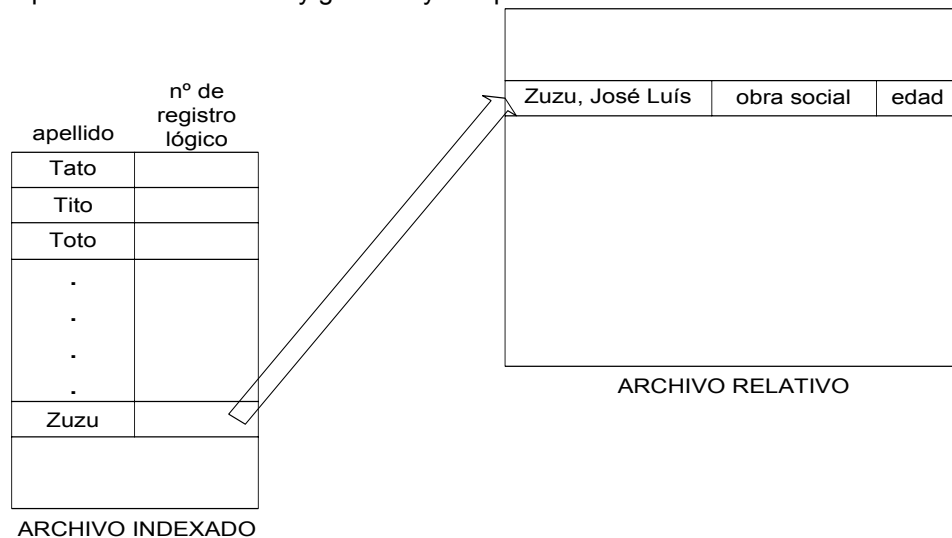 nº de
registro
lógico
apellido
Tato
Tito
Toto
.
.
.
.
Zuzu
ARCHIVO INDEXADO
Zuzu, José Luís obra social edad
ARCHIVO RELATIVO